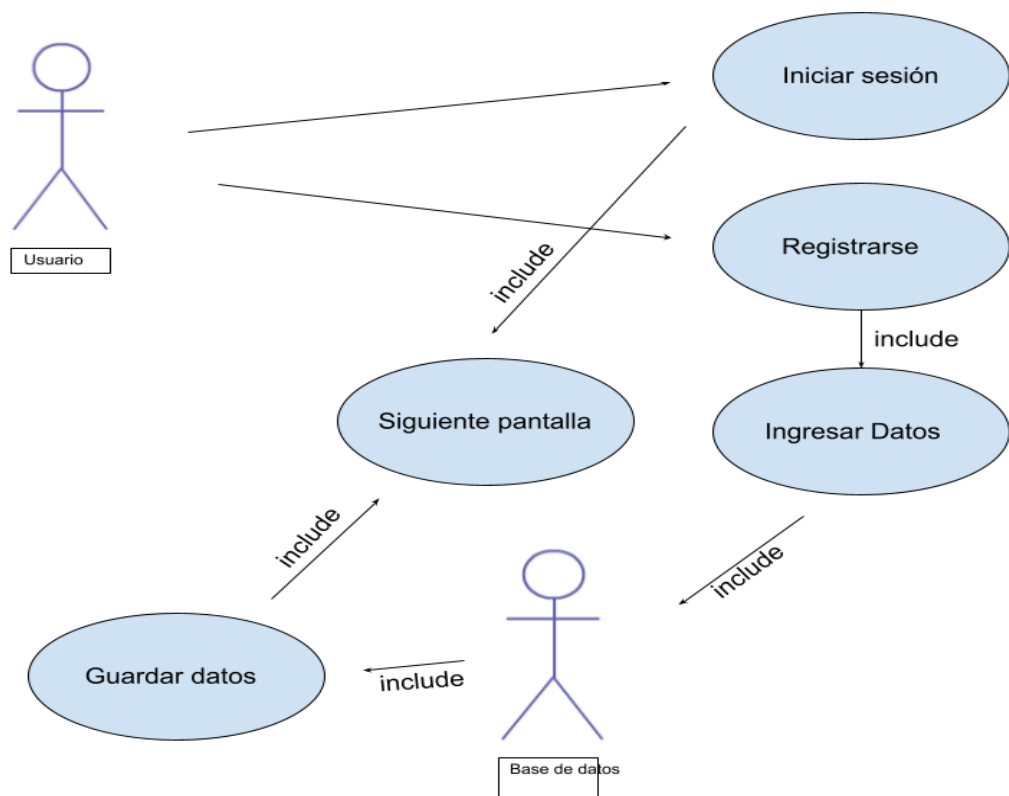 Iniciar sesión
Usuario
Registrarse
include
include
Siguiente pantalla
Ingresar Datos
include
include
Guardar datos
include
Base de datos